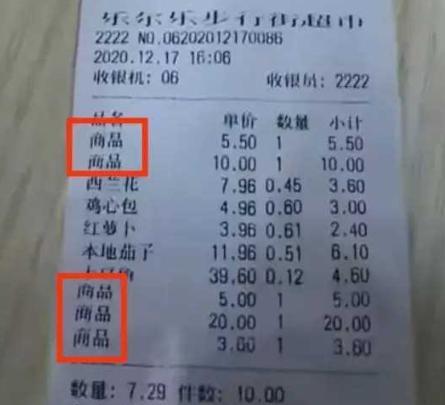 乐尔乐步行街超市
2222 NO.06202012170086
2020.12.17 16:06
收银机: 06 收银员: 2222
品名 单价 数量 小计
商品 5.50 1 5.50
商品 10.00 1 10.00
西兰花 7.96 0.45 3.60
鸡心包 4.96 0.60 3.00
红萝卜 3.96 0.61 2.40
本地茄子 11.96 0.51 6.10
39.60 0.12 4.60
商品 5.00 1 5.00
商品 20.00 1 20.00
商品 3.60 1 3.60
数量: 7.29 件数: 10.00